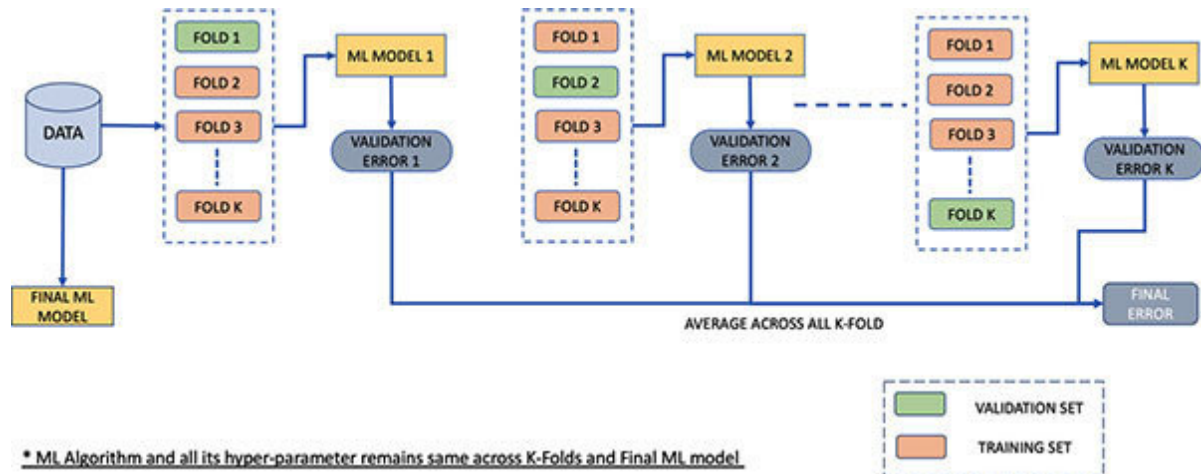 DATA
FINAL ML
MODEL
FOLD 1
FOLD 2
FOLD 3
FOLD K
ML MODEL 1
VALIDATION
ERROR 1
FOLD 1
FOLD 2
FOLD 3
FOLD K
ML MODEL 2
VALIDATION
ERROR 2
FOLD 1
FOLD 2
FOLD 3
FOLD K
ML MODEL K
VALIDATION
ERROR K
FINAL
ERROR
AVERAGE ACROSS ALL K-FOLD
VALIDATION SET
TRAINING SET
* ML Algorithm and all its hyper-parameter remains same across K-Folds and Final ML model